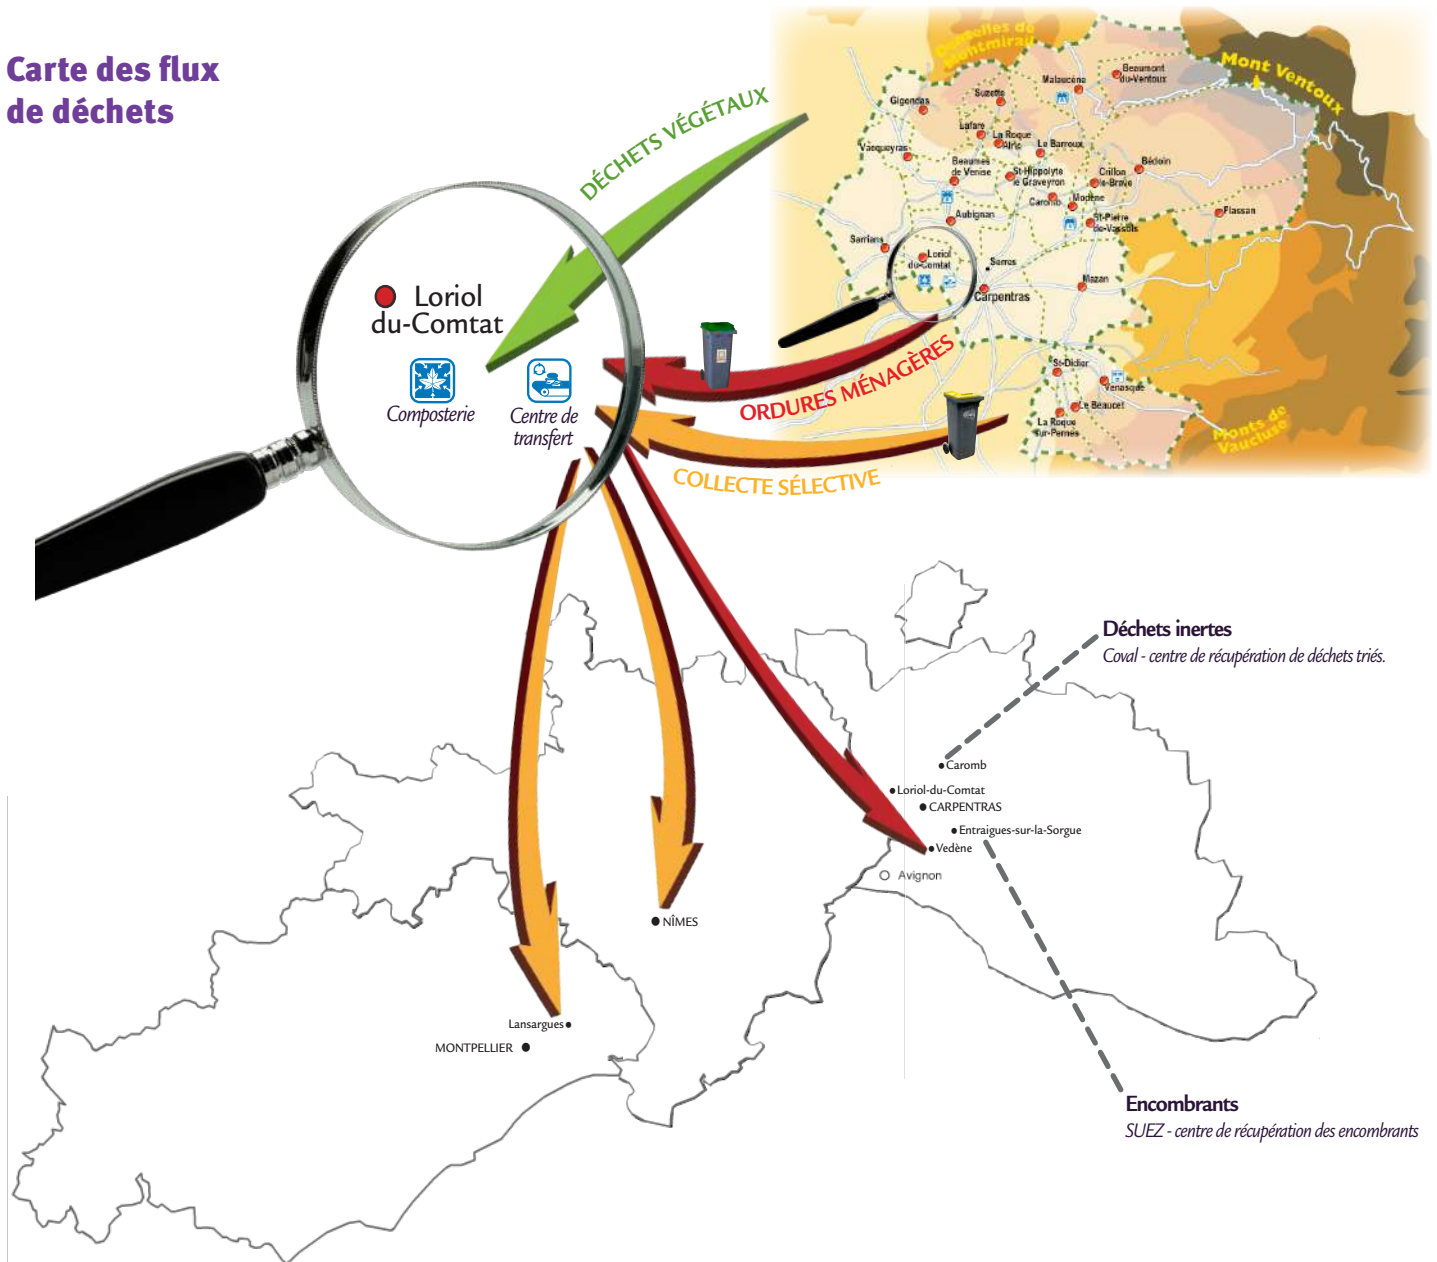 Carte des flux
de déchets
DÉCHETS VÉGÉTAUX
ORDURES MÉNAGÈRES
COLLECTE SÉLECTIVE
Loriol
du-Comtat
Composterie
Centre de
transfert
Dentelles de
Montmirail
Mont Ventoux
Monts de
Vaucluse
Malaucène
Beaumont
du-Ventoux
Gigondas
Suzette
Lafare
La Roque
Alric
Le Barroux
Vacqueyras
Beaumes
de Venise
St-Hippolyte
le Graveyron
Crillon
le-Brave
Bédoin
Caromb
Modène
St-Pierre
de-Vassols
Flassan
Aubignan
Sarrians
Loriol
du-Comtat
Serres
Carpentras
Mazan
St-Didier
Venasque
Le Beaucet
La Roque
sur-Pernes
Déchets inertes
Coval - centre de récupération de déchets triés.
Caromb
Loriol-du-Comtat
CARPENTRAS
Entraigues-sur-la-Sorgue
Vedène
Avignon
NÎMES
Lansargues
MONTPELLIER
Encombrants
SUEZ - centre de récupération des encombrants